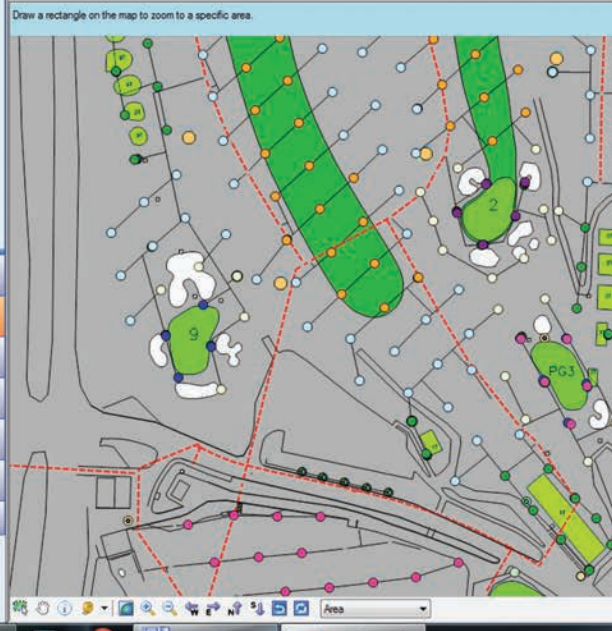 Draw a rectangle on the map to zoom to a specific area.
2
9
PG3
W E N S
Area